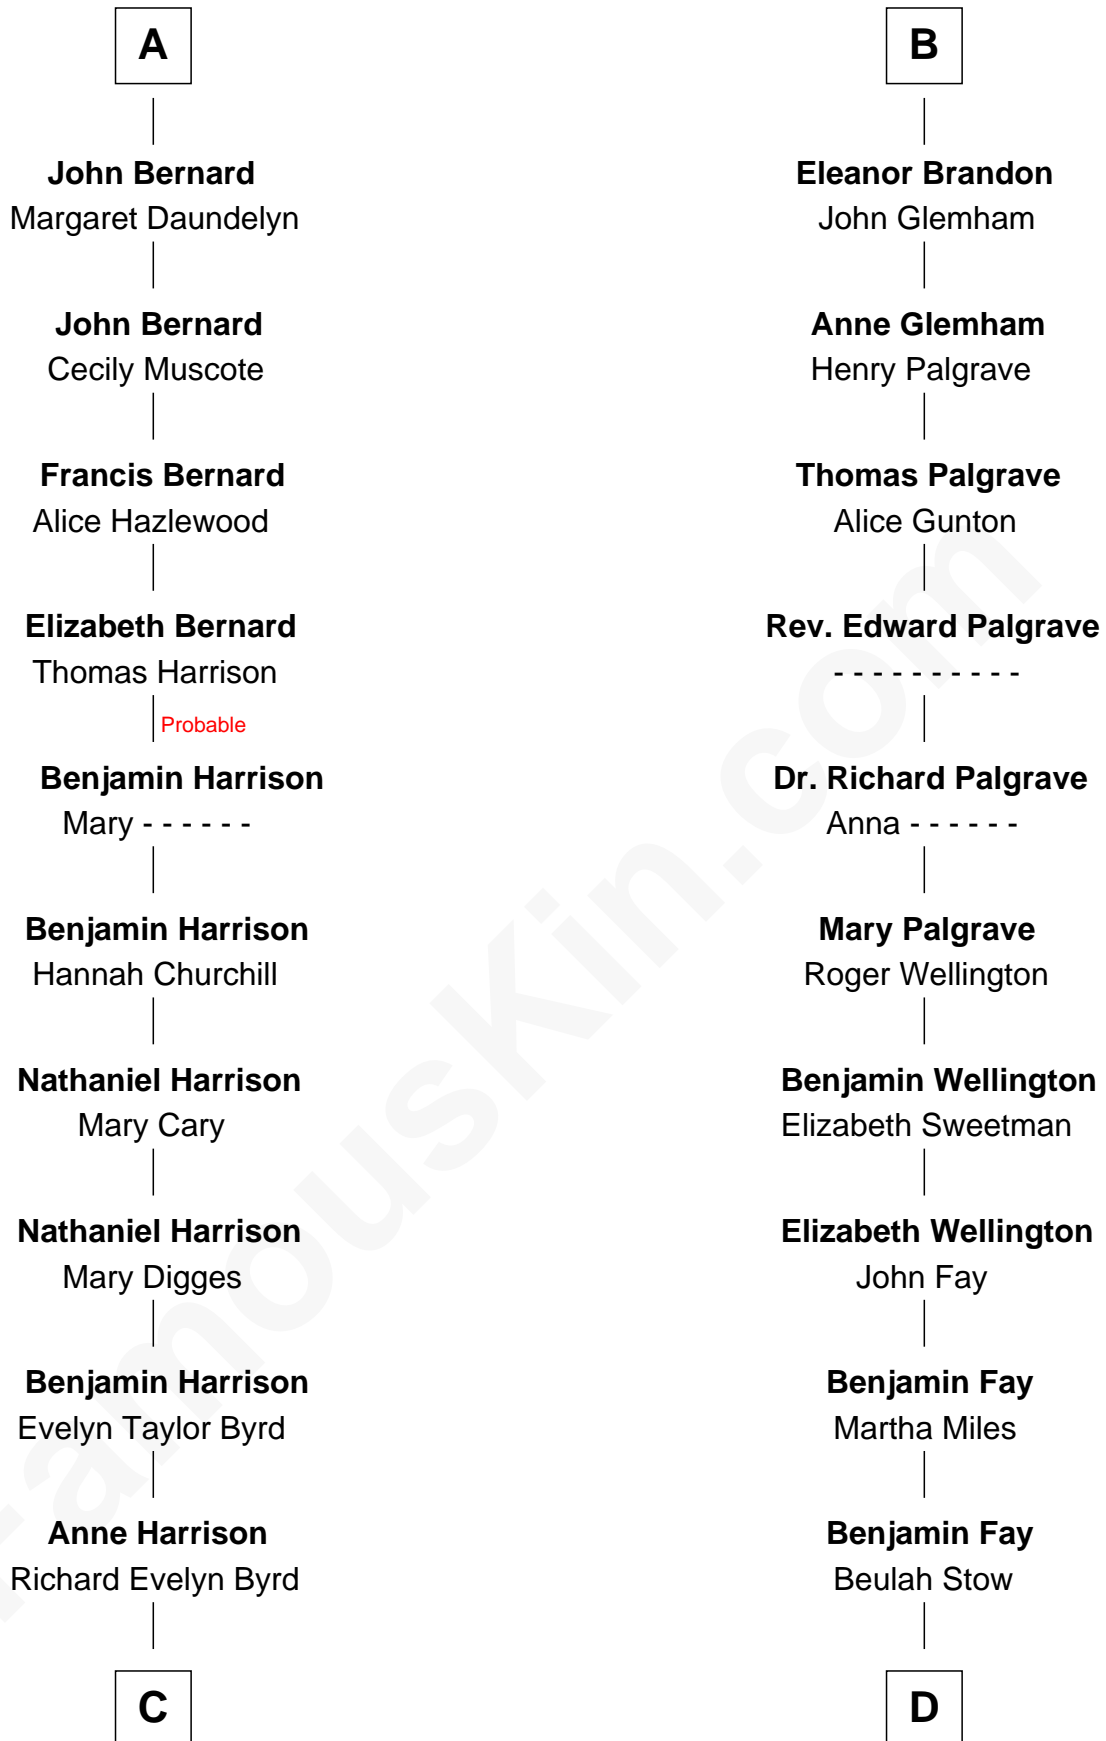 A
John Bernard
Margaret Daundelyn
John Bernard
Cecily Muscote
Francis Bernard
Alice Hazlewood
Elizabeth Bernard
Thomas Harrison
Probable
Benjamin Harrison
Mary - - - - - -
Benjamin Harrison
Hannah Churchill
Nathaniel Harrison
Mary Cary
Nathaniel Harrison
Mary Digges
Benjamin Harrison
Evelyn Taylor Byrd
Anne Harrison
Richard Evelyn Byrd
C
B
Eleanor Brandon
John Glemham
Anne Glemham
Henry Palgrave
Thomas Palgrave
Alice Gunton
Rev. Edward Palgrave
- - - - - - - - - -
Dr. Richard Palgrave
Anna - - - - - -
Mary Palgrave
Roger Wellington
Benjamin Wellington
Elizabeth Sweetman
Elizabeth Wellington
John Fay
Benjamin Fay
Martha Miles
Benjamin Fay
Beulah Stow
D
FamousKin.com